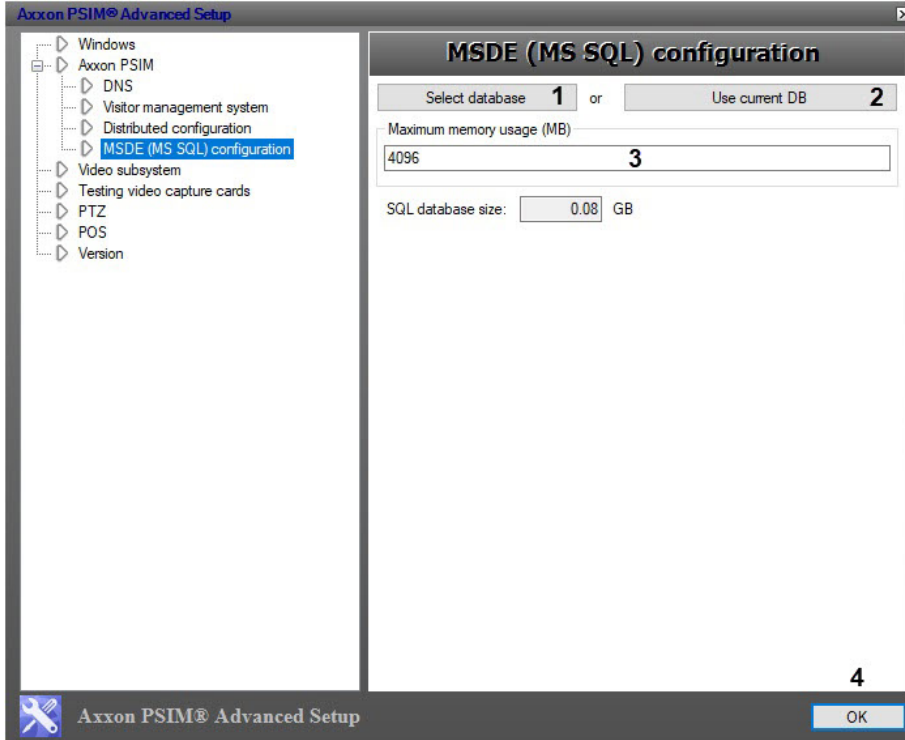 Axxon PSIM® Advanced Setup
Windows
Axxon PSIM
DNS
Visitor management system
Distributed configuration
MSDE (MS SQL) configuration
Video subsystem
Testing video capture cards
PTZ
POS
Version
MSDE (MS SQL) configuration
Select database 1 or Use current DB 2
Maximum memory usage (MB)
4096 3
SQL database size: 0.08 GB
4
Axxon PSIM® Advanced Setup
OK